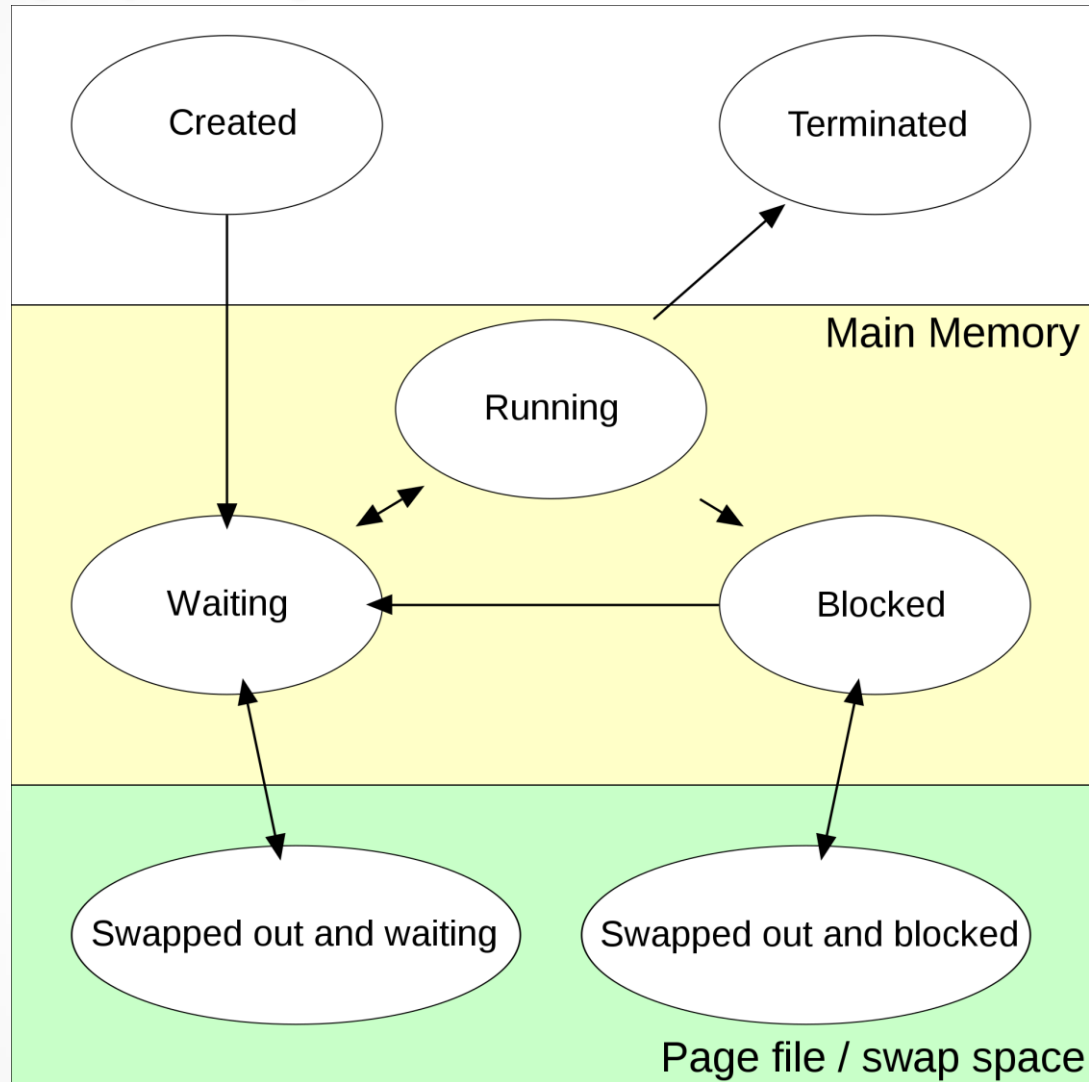 Created
Terminated
Main Memory
Running
Waiting
Blocked
Swapped out and waiting
Swapped out and blocked
Page file / swap space